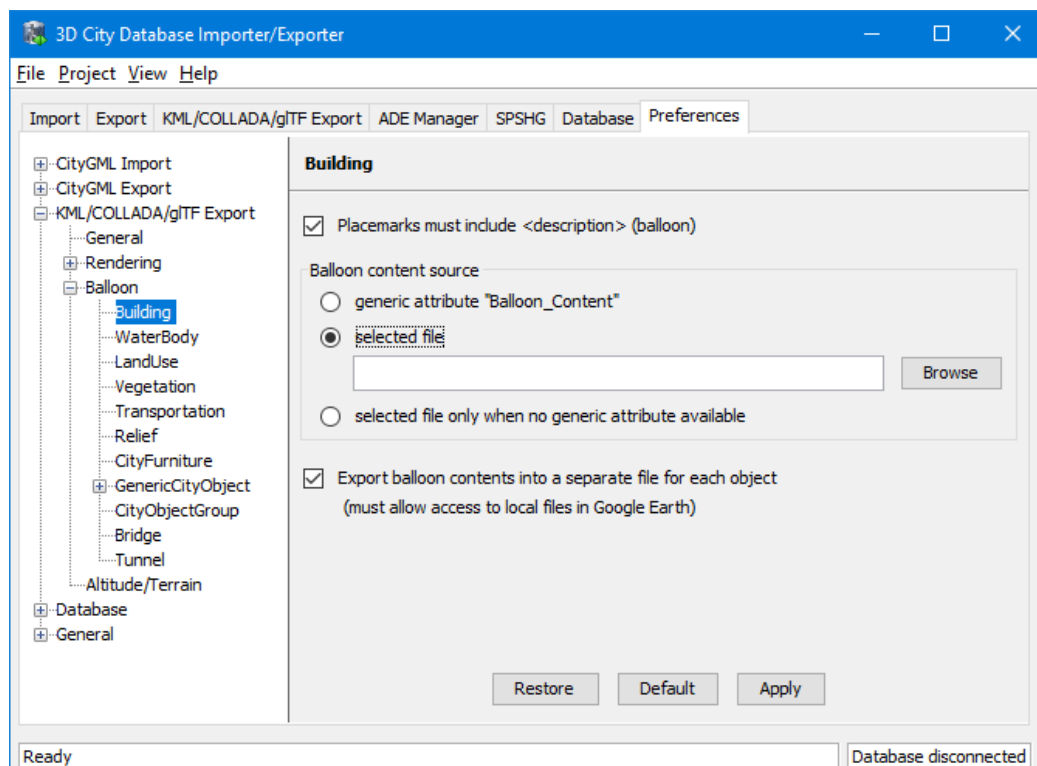 3D City Database Importer/Exporter
File Project View Help
Import Export KML/COLLADA/glTF Export ADE Manager SPSHG Database Preferences
CityGML Import
CityGML Export
KML/COLLADA/glTF Export
General
Rendering
Balloon
Building
WaterBody
LandUse
Vegetation
Transportation
Relief
CityFurniture
GenericCityObject
CityObjectGroup
Bridge
Tunnel
Altitude/Terrain
Database
General
Building
Placemarks must include <description> (balloon)
Balloon content source
generic attribute "Balloon_Content"
selected file
Browse
selected file only when no generic attribute available
Export balloon contents into a separate file for each object
(must allow access to local files in Google Earth)
Restore Default Apply
Ready Database disconnected